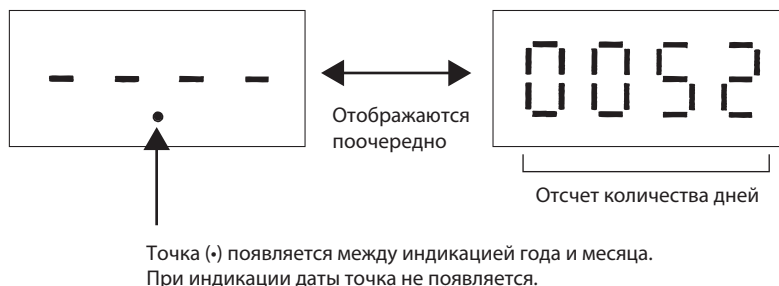 - - - -
.
0052
Отображаются
поочередно
Отсчет количества дней
Точка (•) появляется между индикацией года и месяца.
При индикации даты точка не появляется.